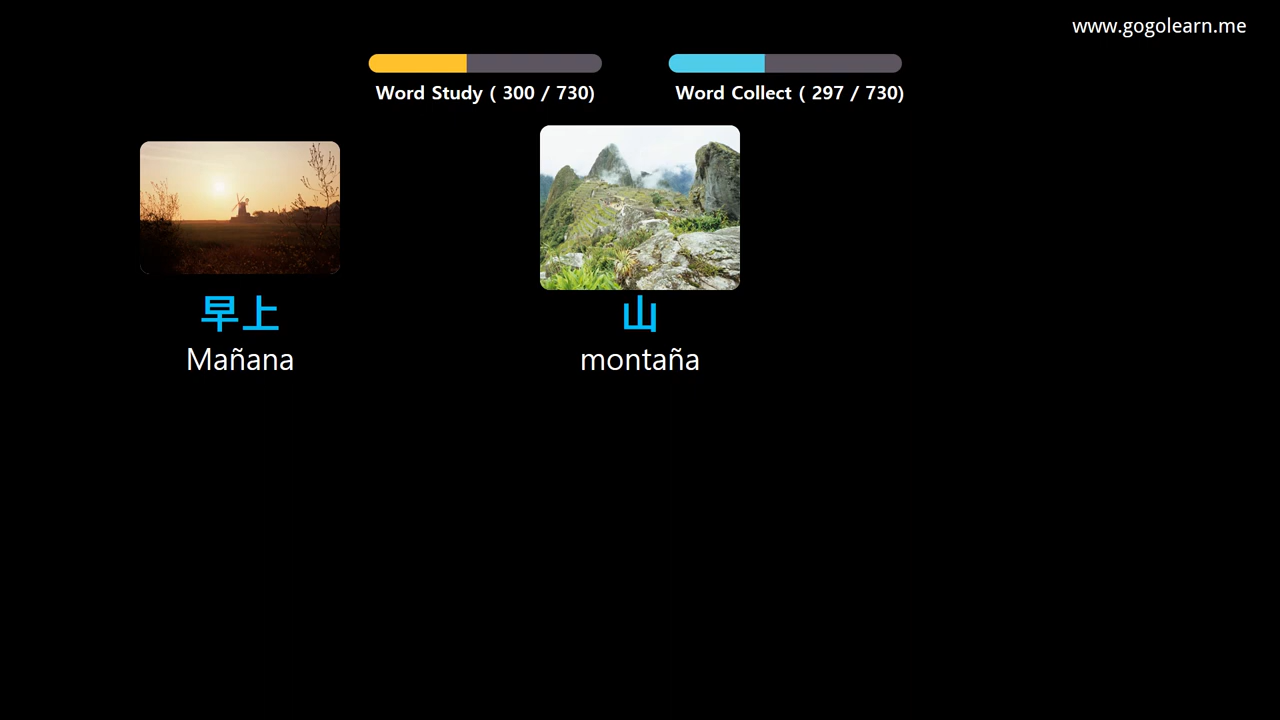 www.gogolearn.me
Word Study ( 300 / 730)
Word Collect ( 297 / 730)
早上
Mañana
山
montaña